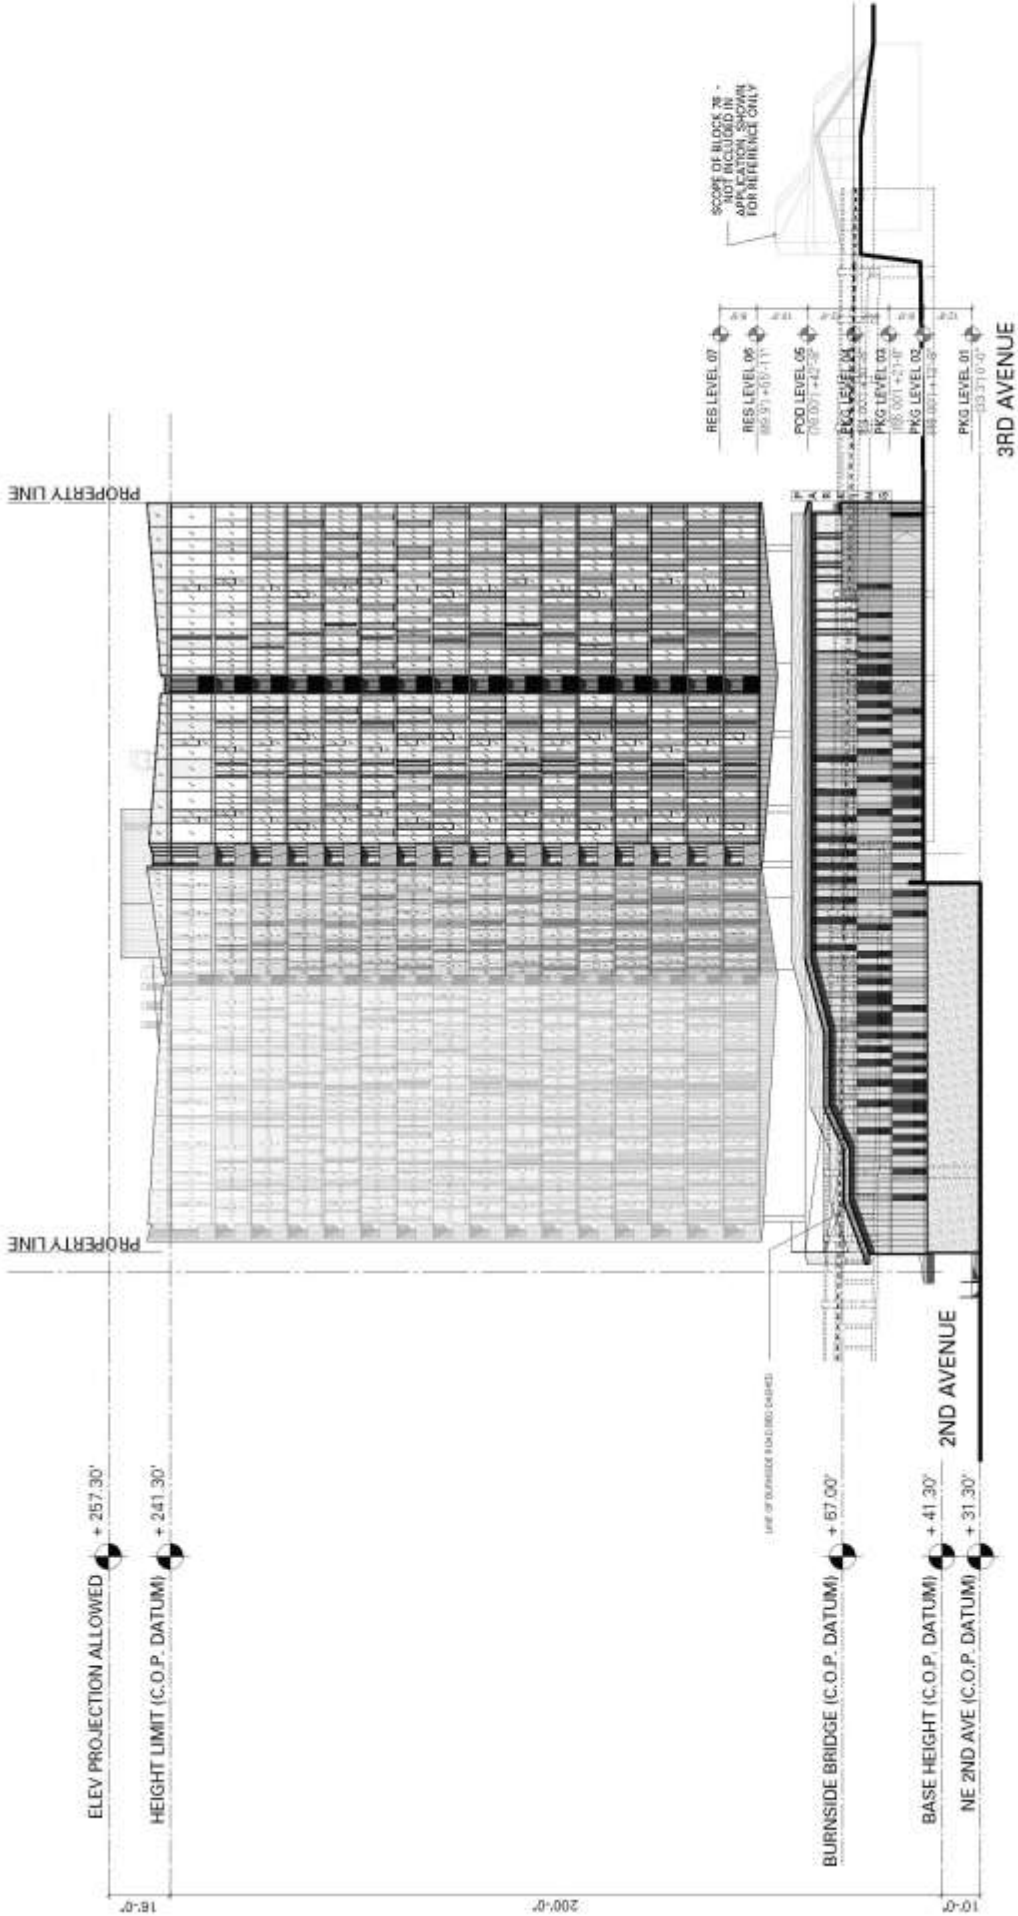 ELEV PROJECTION ALLOWED + 257.30'
HEIGHT LIMIT (C.O.P. DATUM) + 241.30'
BURNSIDE BRIDGE (C.O.P. DATUM) + 67.00'
BASE HEIGHT (C.O.P. DATUM) + 41.30'
NE 2ND AVE (C.O.P. DATUM) + 31.30'
16'-0"
200'-0"
10'-0"
PROPERTY LINE
PROPERTY LINE
2ND AVENUE
3RD AVENUE
SCOPE OF BLOCK 76 -
NOT INCLUDED IN
APPLICATION, SHOWN
FOR REFERENCE ONLY
RES LEVEL 07
RES LEVEL 06
POD LEVEL 05
PKG LEVEL 03
PKG LEVEL 02
PKG LEVEL 01